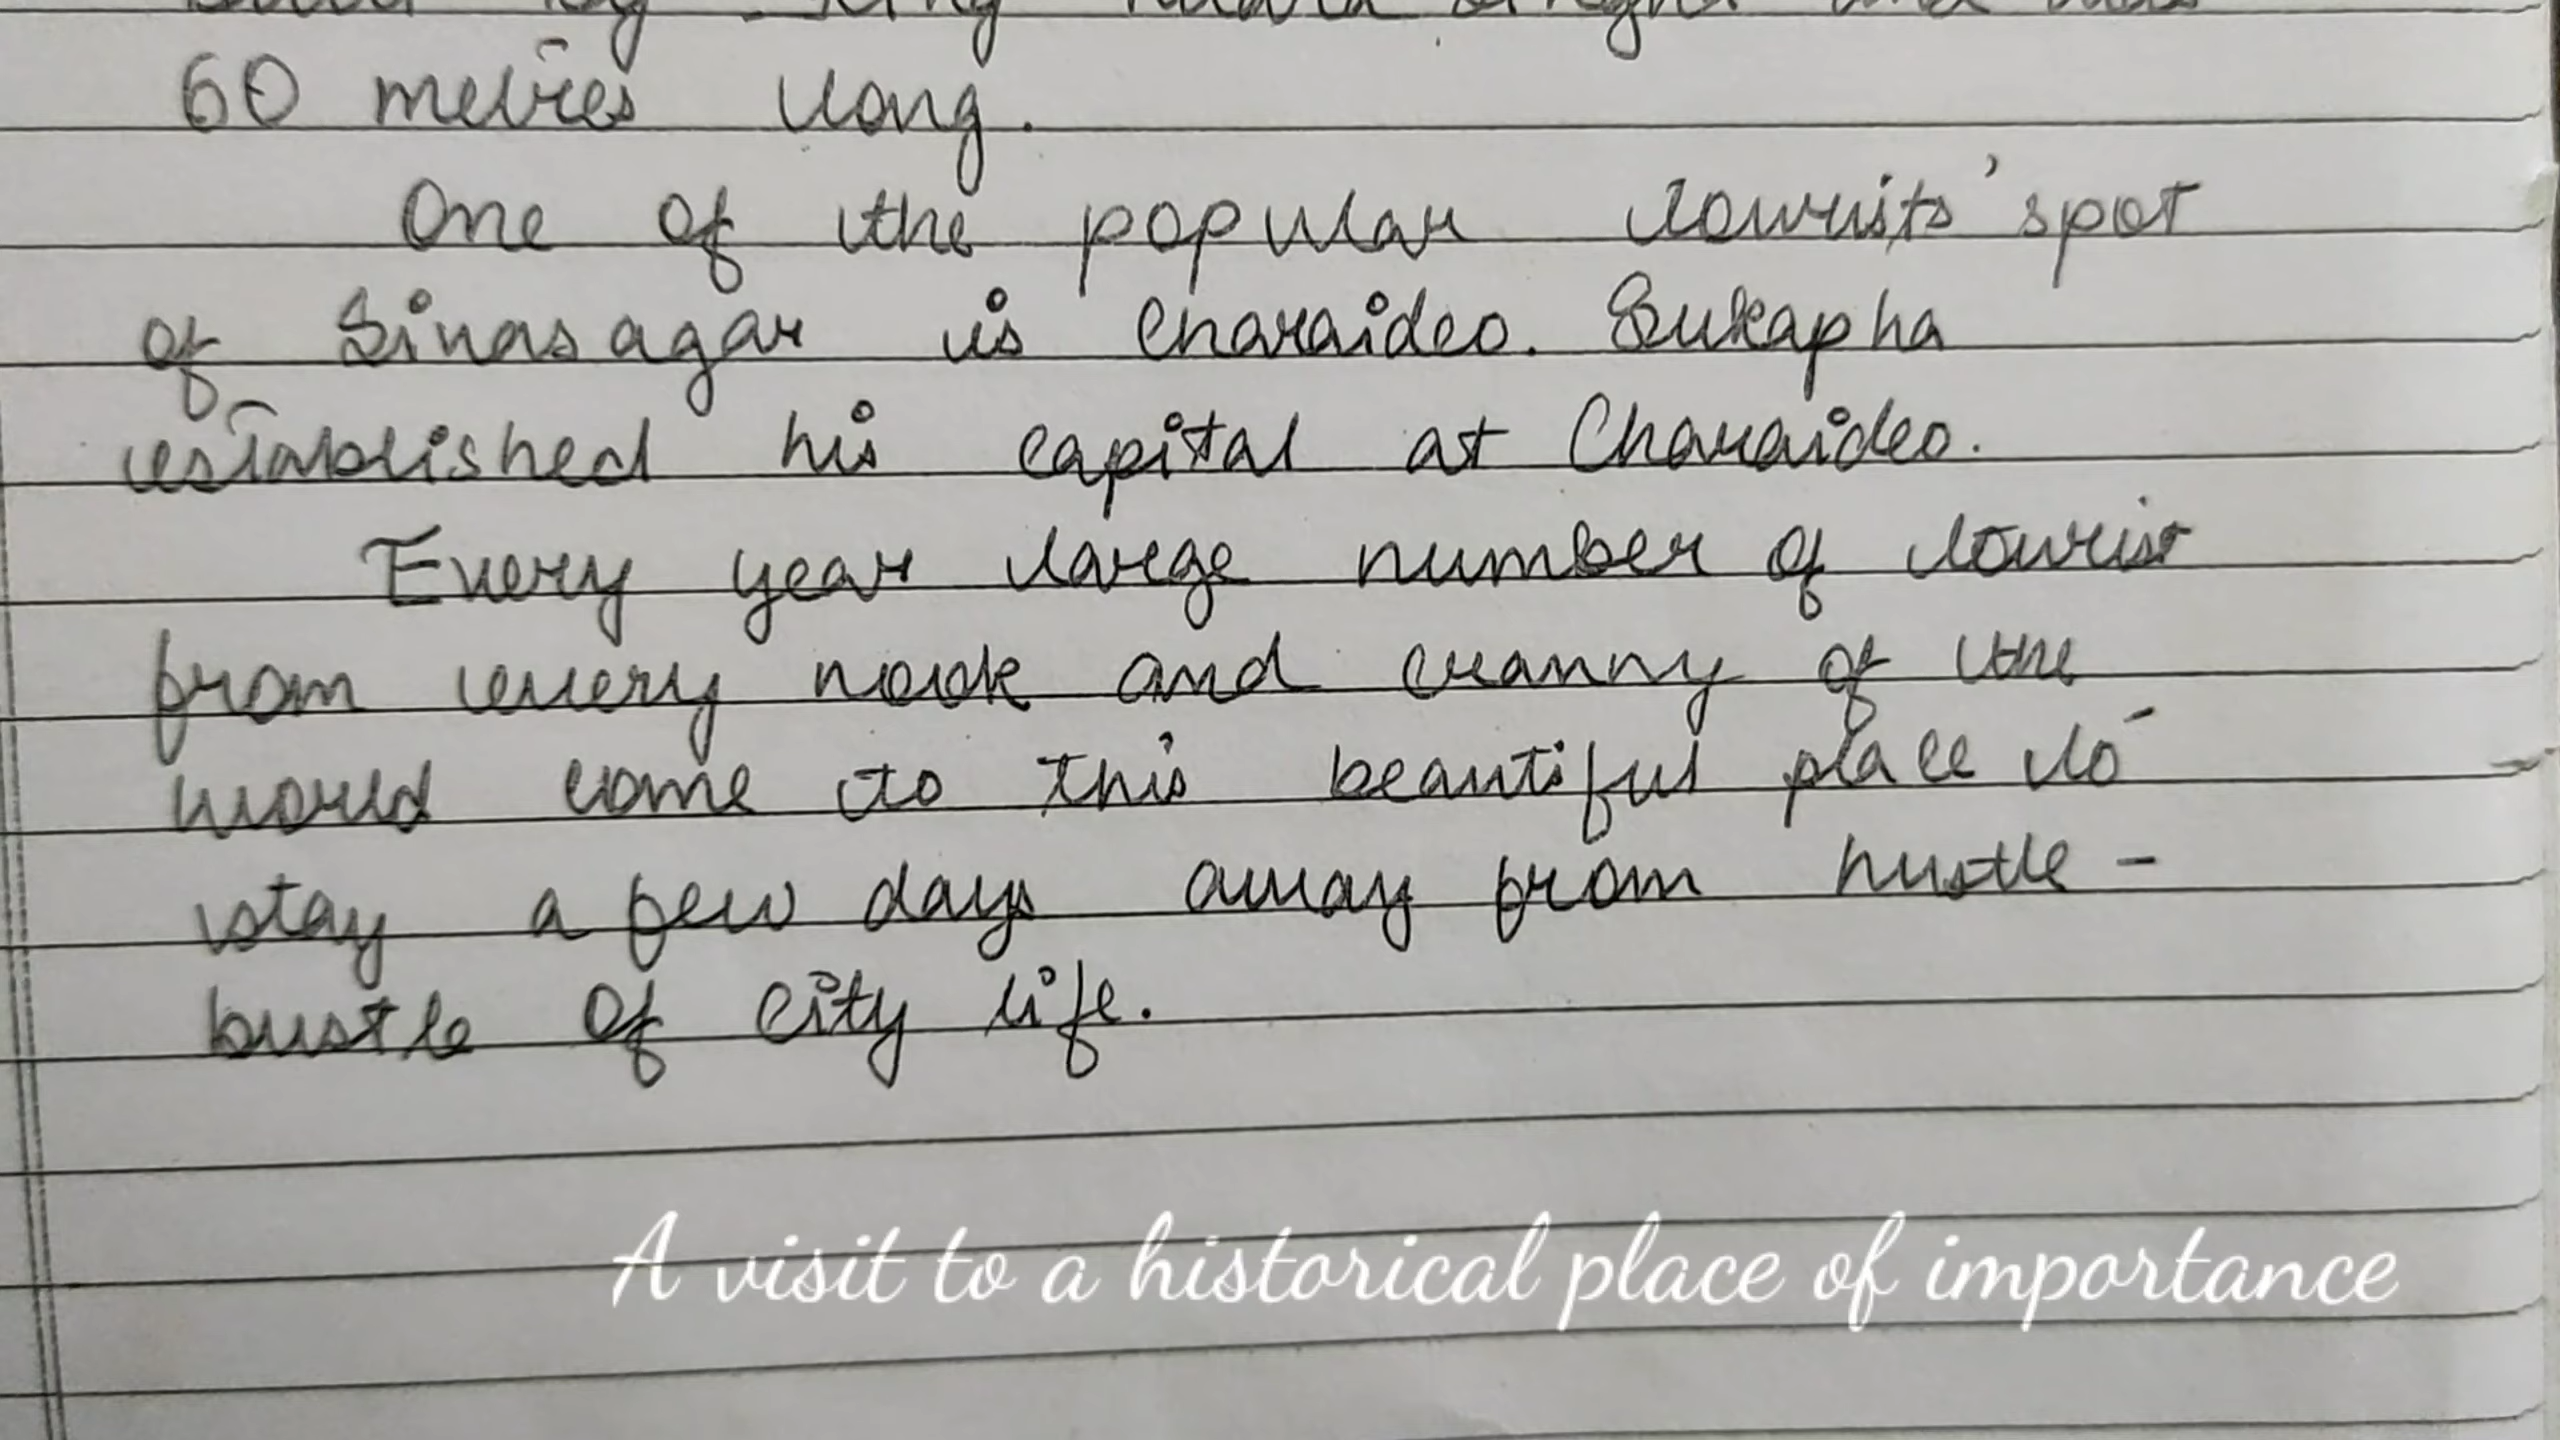 by King
60 metres long.
One of the popular tourists' spot
of Sivasagar is Charaideo. Sukapha
established his capital at Charaideo.
Every year large number of tourist
from every nook and cranny of the
world come to this beautiful place to
stay a few days away from hustle -
bustle of city life.
A visit to a historical place of importance